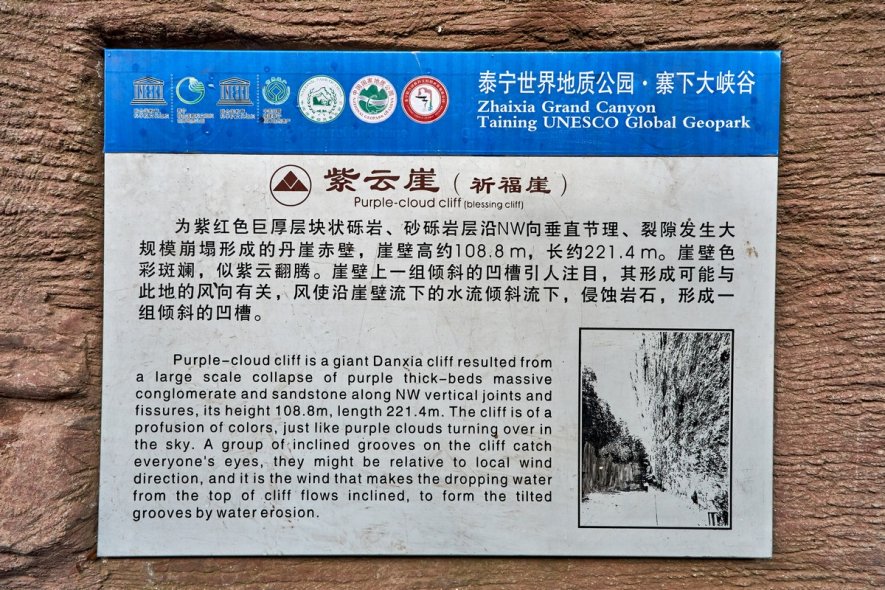 泰宁世界地质公园·寨下大峡谷
Zhaixia Grand Canyon
Taining UNESCO Global Geopark
紫云崖（祈福崖）
Purple-cloud cliff (blessing cliff)
为紫红色巨厚层块状砾岩、砂砾岩层沿NW向垂直节理、裂隙发生大
规模崩塌形成的丹崖赤壁，崖壁高约108.8m，长约221.4m。崖壁色
彩斑斓，似紫云翻腾。崖壁上一组倾斜的凹槽引人注目，其形成可能与
此地的风向有关，风使沿崖壁流下的水流倾斜流下，侵蚀岩石，形成一
组倾斜的凹槽。
Purple-cloud cliff is a giant Danxia cliff resulted from
a large scale collapse of purple thick-beds massive
conglomerate and sandstone along NW vertical joints and
fissures, its height 108.8m, length 221.4m. The cliff is of a
profusion of colors, just like purple clouds turning over in
the sky. A group of inclined grooves on the cliff catch
everyone's eyes, they might be relative to local wind
direction, and it is the wind that makes the dropping water
from the top of cliff flows inclined, to form the tilted
grooves by water erosion.